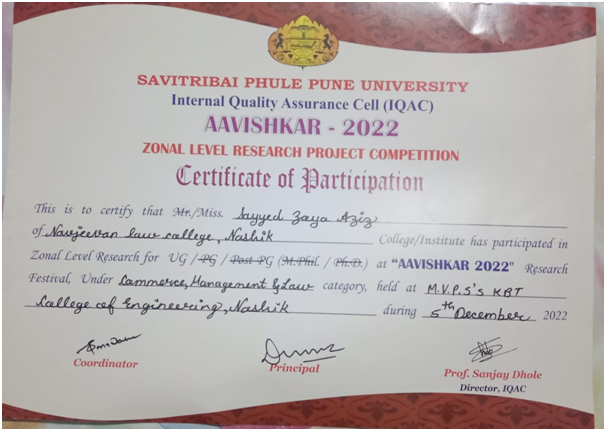 SAVITRIBAI PHULE PUNE UNIVERSITY
Internal Quality Assurance Cell (IQAC)
AAVISHKAR - 2022
ZONAL LEVEL RESEARCH PROJECT COMPETITION
Certificate of Participation
This is to certify that Mr./Miss. Sayyed Zaya Aziz
of Navjeevan law college, Nashik College/Institute has participated in
Zonal Level Research for UG / PG / Post PG (M.Phil. / Ph.D.) at "AAVISHKAR 2022" Research
Festival, Under Commerce, Management & Law category, held at M.V.P.S's KBT
College of Engineering, Nashik during 5th December 2022
Coordinator
Principal
Prof. Sanjay Dhole
Director, IQAC